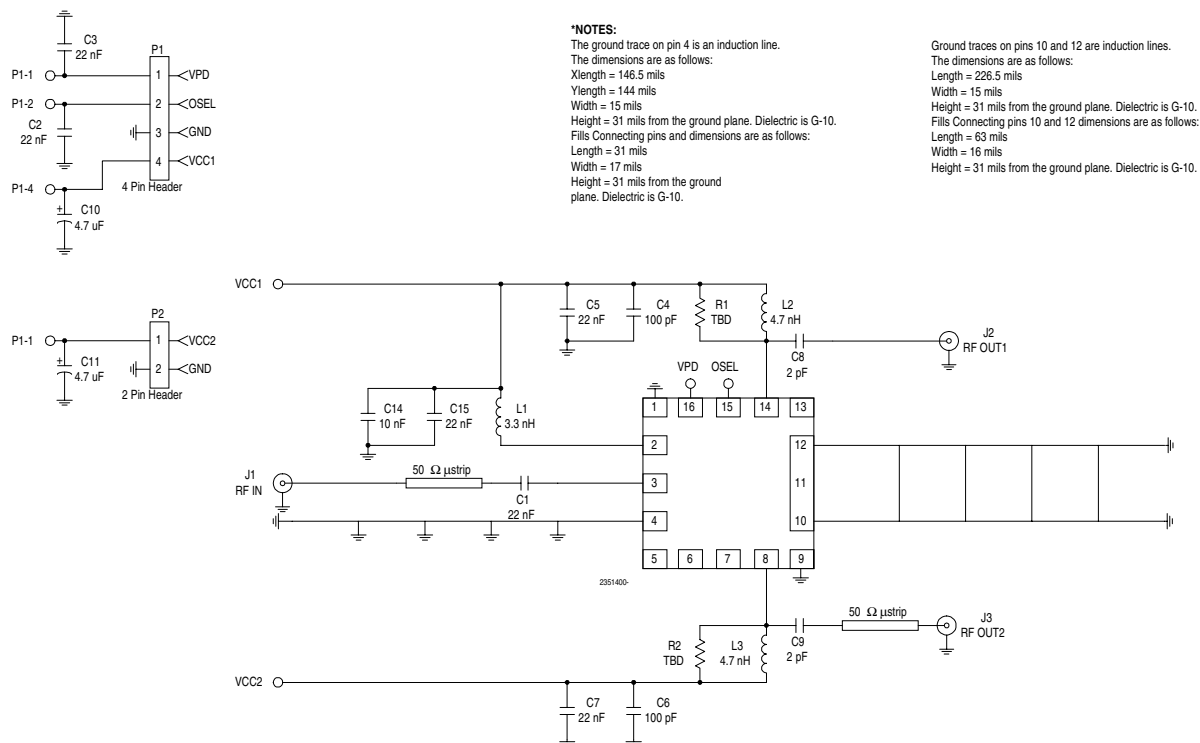 *NOTES:
The ground trace on pin 4 is an induction line.
The dimensions are as follows:
Xlength = 146.5 mils
Ylength = 144 mils
Width = 15 mils
Height = 31 mils from the ground plane. Dielectric is G-10.
Fills Connecting pins and dimensions are as follows:
Length = 31 mils
Width = 17 mils
Height = 31 mils from the ground
plane. Dielectric is G-10.
Ground traces on pins 10 and 12 are induction lines.
The dimensions are as follows:
Length = 226.5 mils
Width = 15 mils
Height = 31 mils from the ground plane. Dielectric is G-10.
Fills Connecting pins 10 and 12 dimensions are as follows:
Length = 63 mils
Width = 16 mils
Height = 31 mils from the ground plane. Dielectric is G-10.
C3
22 nF
P1
P1-1
1
VPD
P1-2
2
OSEL
C2
22 nF
3
GND
4
VCC1
P1-4
4 Pin Header
+
C10
4.7 uF
P2
P1-1
1
VCC2
+
C11
4.7 uF
2
GND
2 Pin Header
VCC1
C5
22 nF
C4
100 pF
R1
TBD
L2
4.7 nH
C8
2 pF
J2
RF OUT1
VPD
OSEL
C14
10 nF
C15
22 nF
L1
3.3 nH
1
16
15
14
13
2
12
J1
RF IN
50 Ω µstrip
C1
22 nF
3
11
4
10
5
6
7
8
9
2351400-
R2
TBD
L3
4.7 nH
C9
2 pF
50 Ω µstrip
J3
RF OUT2
VCC2
C7
22 nF
C6
100 pF